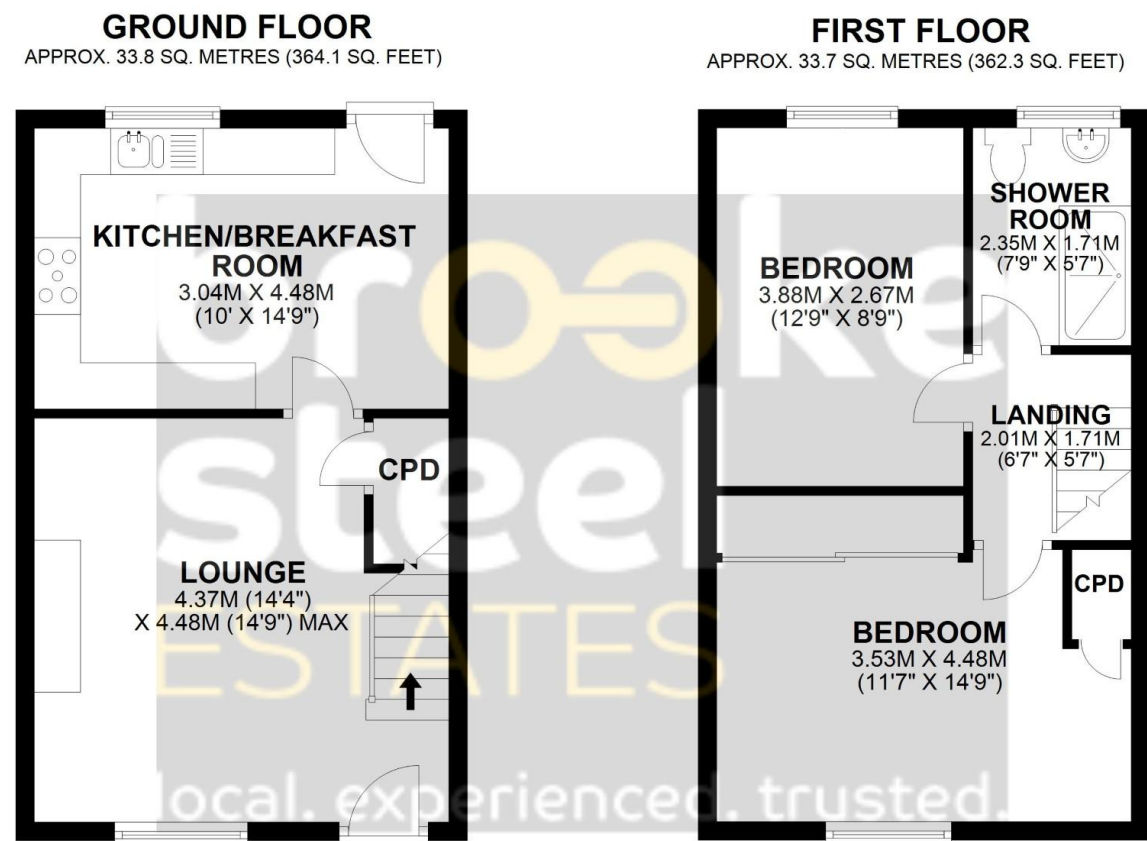 GROUND FLOOR
APPROX. 33.8 SQ. METRES (364.1 SQ. FEET)
KITCHEN/BREAKFAST
ROOM
3.04M X 4.48M
(10' X 14'9")
CPD
LOUNGE
4.37M (14'4")
X 4.48M (14'9") MAX
FIRST FLOOR
APPROX. 33.7 SQ. METRES (362.3 SQ. FEET)
SHOWER
ROOM
2.35M X 1.71M
(7'9" X 5'7")
BEDROOM
3.88M X 2.67M
(12'9" X 8'9")
LANDING
2.01M X 1.71M
(6'7" X 5'7")
CPD
BEDROOM
3.53M X 4.48M
(11'7" X 14'9")
brooke
steel
ESTATES
local. experienced. trusted.